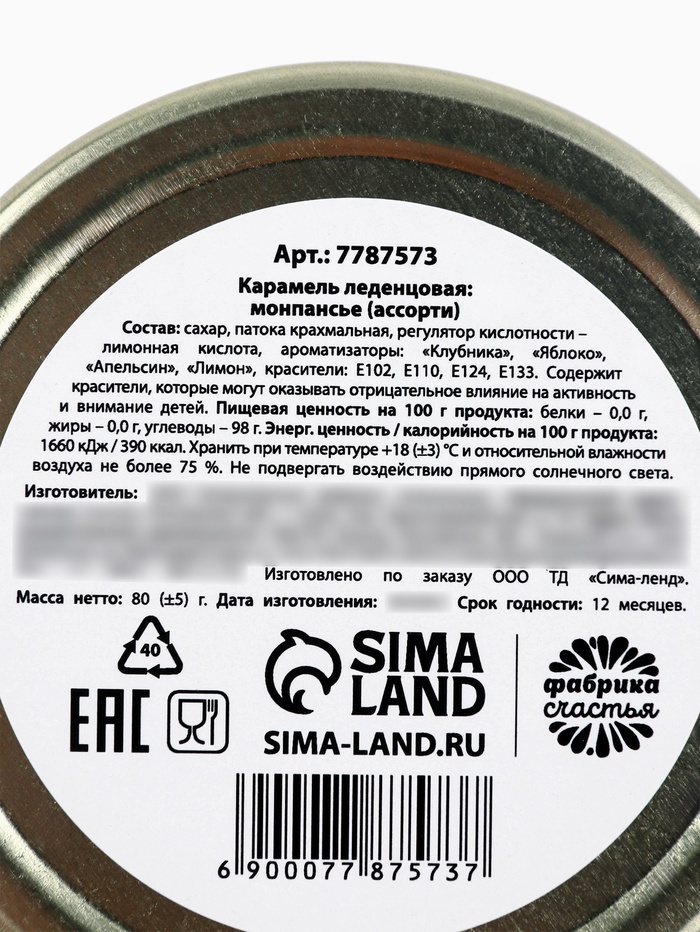 Арт.: 7787573
Карамель леденцовая:
монпансье (ассорти)
Состав: сахар, патока крахмальная, регулятор кислотности –
лимонная кислота, ароматизаторы: «Клубника», «Яблоко»,
«Апельсин», «Лимон», красители: Е102, Е110, Е124, Е133. Содержит
красители, которые могут оказывать отрицательное влияние на активность
и внимание детей. Пищевая ценность на 100 г продукта: белки – 0,0 г,
жиры – 0,0 г, углеводы – 98 г. Энерг. ценность / калорийность на 100 г продукта:
1660 кДж / 390 ккал. Хранить при температуре +18 (±3) °С и относительной влажности
воздуха не более 75 %. Не подвергать воздействию прямого солнечного света.
Изготовитель:
Изготовлено по заказу ООО ТД «Сима-ленд».
Масса нетто: 80 (±5) г. Дата изготовления: Срок годности: 12 месяцев.
40
EAC
SIMA
LAND
SIMA-LAND.RU
фабрика
счастья
6 900077 875737